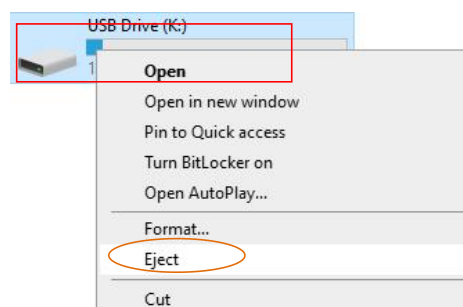 USB Drive (K:)
1
Open
Open in new window
Pin to Quick access
Turn BitLocker on
Open AutoPlay...
Format...
Eject
Cut